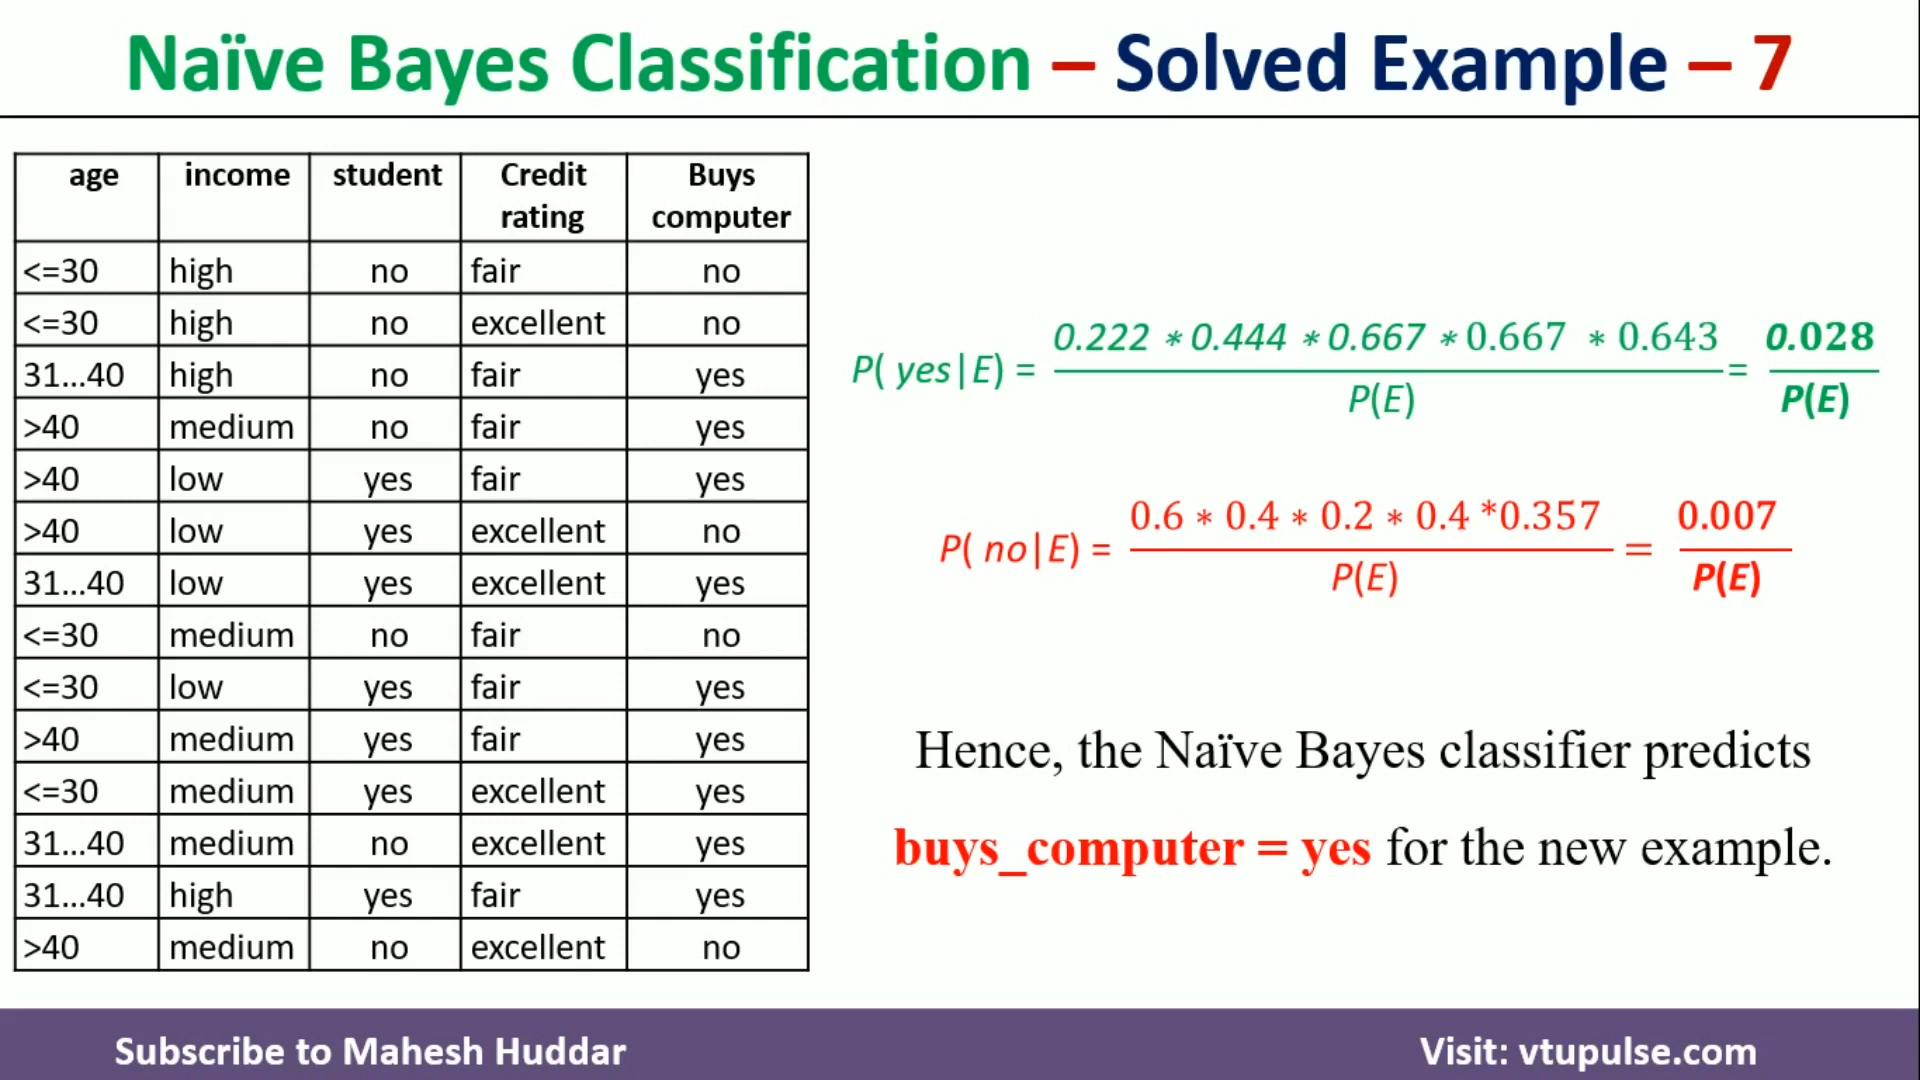 Naïve Bayes Classification – Solved Example – 7
age income student Credit rating Buys computer
<=30 high no fair no
<=30 high no excellent no
31…40 high no fair yes
>40 medium no fair yes
>40 low yes fair yes
>40 low yes excellent no
31…40 low yes excellent yes
<=30 medium no fair no
<=30 low yes fair yes
>40 medium yes fair yes
<=30 medium yes excellent yes
31…40 medium no excellent yes
31…40 high yes fair yes
>40 medium no excellent no
0.222 * 0.444 * 0.667 * 0.667 * 0.643 0.028
P( yes|E) = =
P(E) P(E)
0.6 * 0.4 * 0.2 * 0.4 *0.357 0.007
P( no|E) = =
P(E) P(E)
Hence, the Naïve Bayes classifier predicts
buys_computer = yes for the new example.
Subscribe to Mahesh Huddar Visit: vtupulse.com